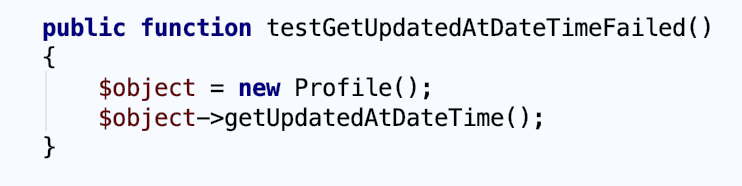 public function testGetUpdatedAtDateTimeFailed()
{
    $object = new Profile();
    $object->getUpdatedAtDateTime();
}